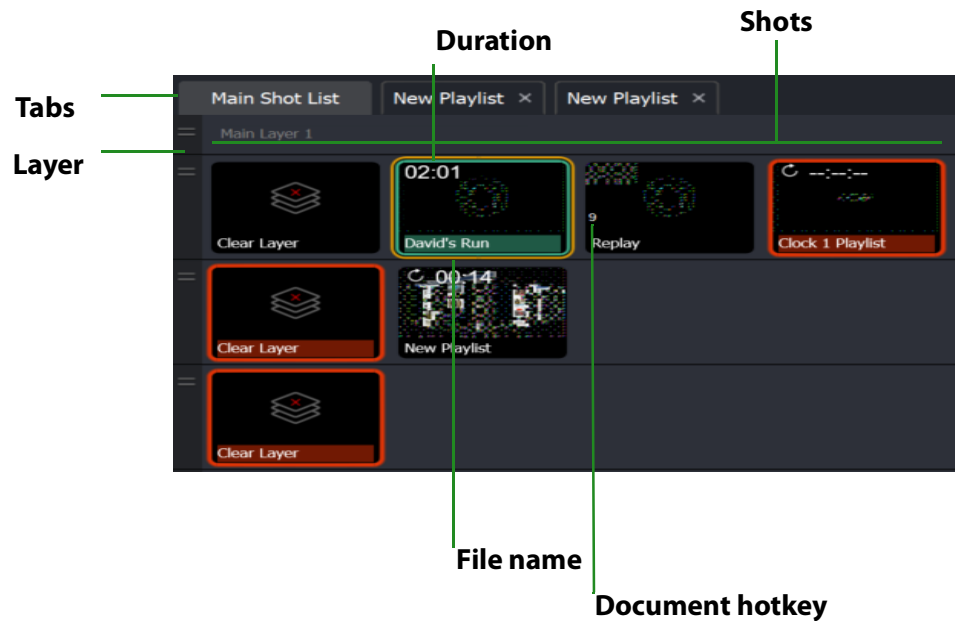 Shots
Duration
Tabs
Main Shot List
New Playlist ×
New Playlist ×
Main Layer 1
Layer
02:01
--:--:--
9
Clear Layer
David's Run
Replay
Clock 1 Playlist
00:14
Clear Layer
New Playlist
Clear Layer
File name
Document hotkey